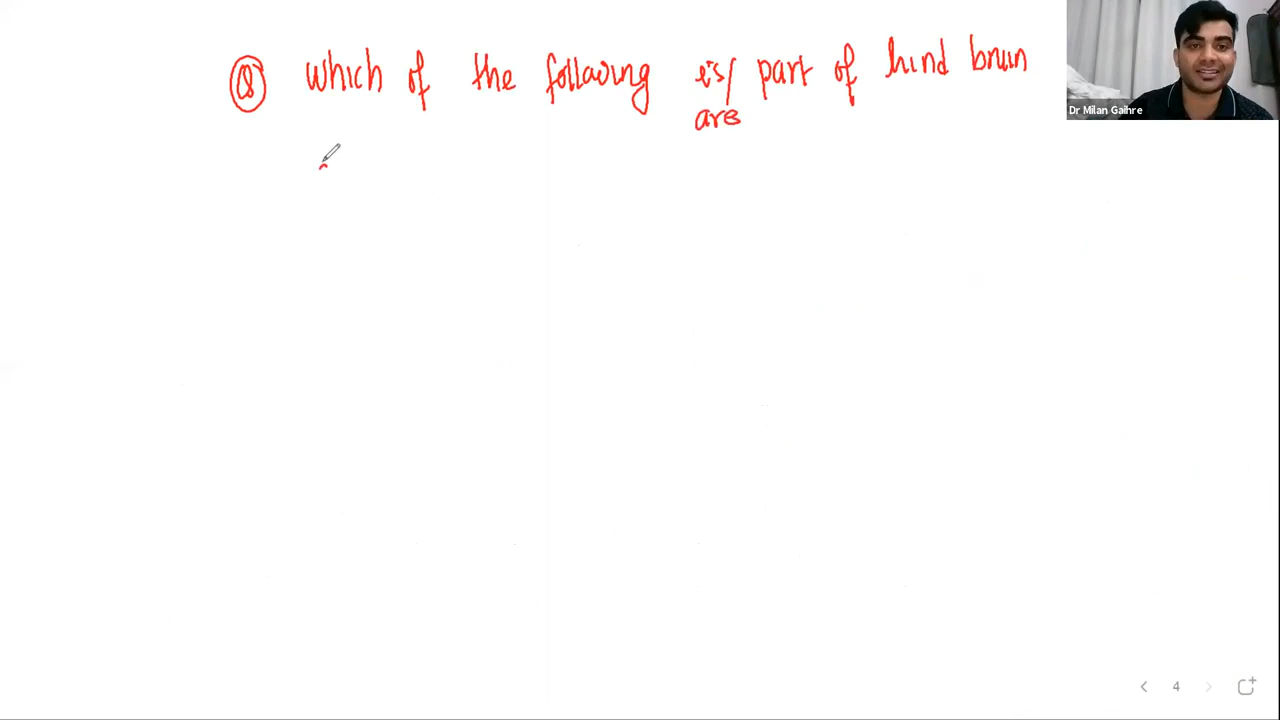 Q Which of the following is/ part of hind brain
are
Dr Milan Gaihre
4